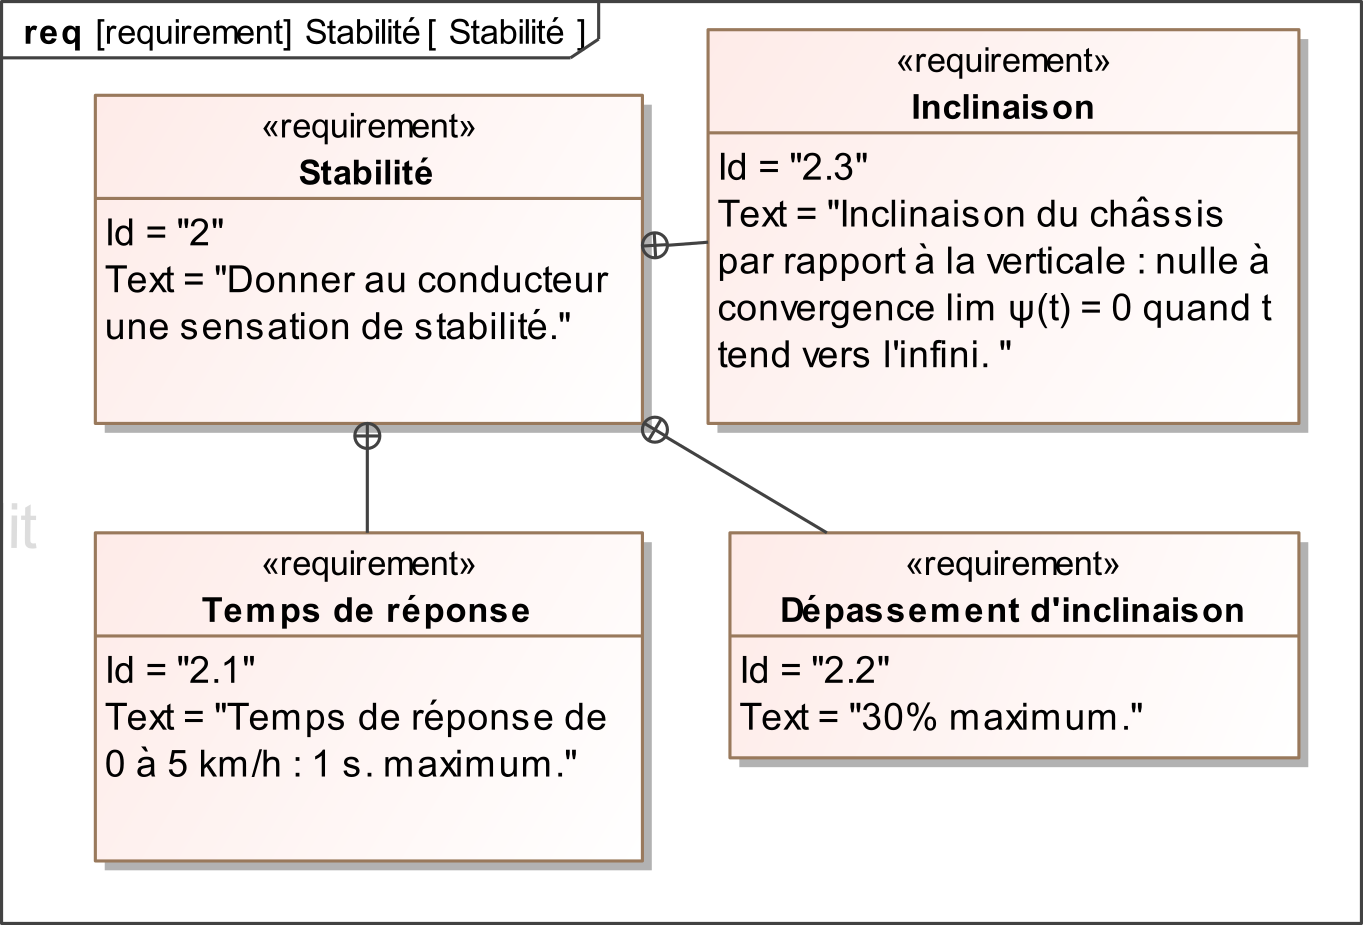 req [requirement] Stabilité [ Stabilité ]
«requirement»
Stabilité
Id = "2"
Text = "Donner au conducteur
une sensation de stabilité."
«requirement»
Inclinaison
Id = "2.3"
Text = "Inclinaison du châssis
par rapport à la verticale : nulle à
convergence lim ψ(t) = 0 quand t
tend vers l'infini. "
it
«requirement»
Temps de réponse
Id = "2.1"
Text = "Temps de réponse de
0 à 5 km/h : 1 s. maximum."
«requirement»
Dépassement d'inclinaison
Id = "2.2"
Text = "30% maximum."